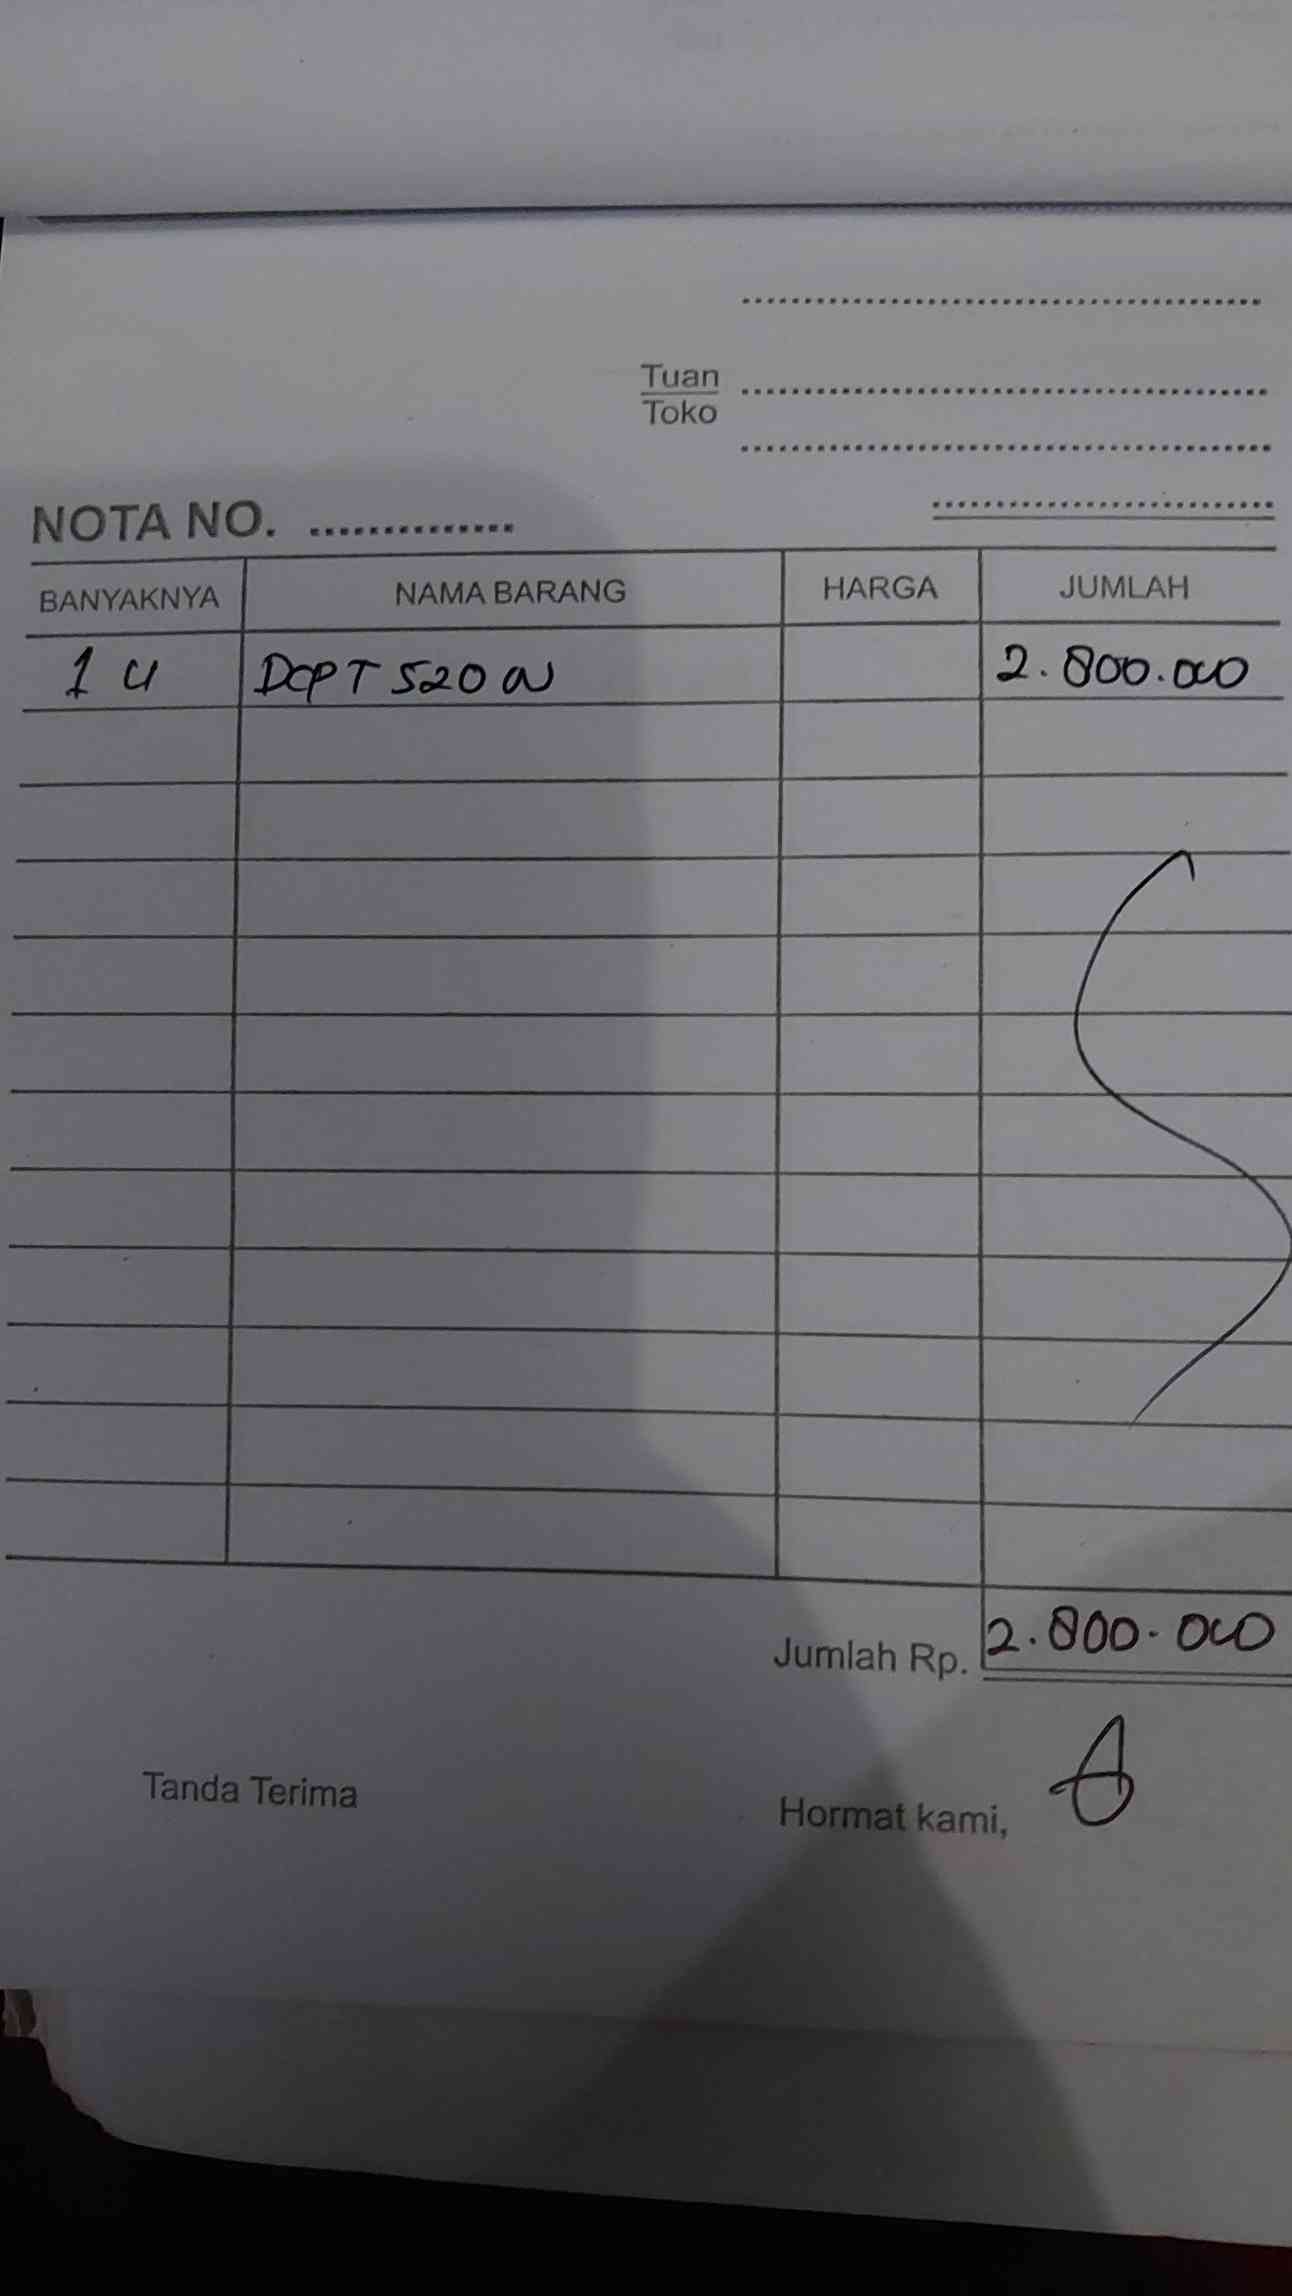 Tuan
Toko
NOTA NO. ..............
BANYAKNYA NAMA BARANG HARGA JUMLAH
1 U DCP T 520 W 2.800.000
Jumlah Rp. 2.800.000
Tanda Terima Hormat kami,